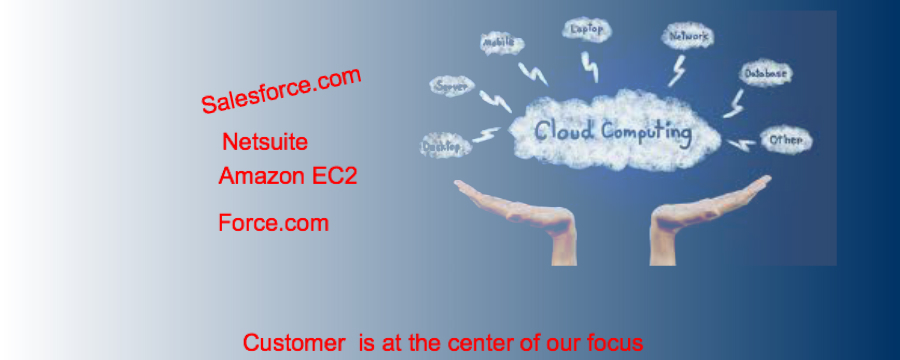 Salesforce.com
Netsuite
Amazon EC2
Force.com
Laptop
Mobile
Network
Server
Database
Cloud Computing
Desktop
Other
Customer  is at the center of our focus